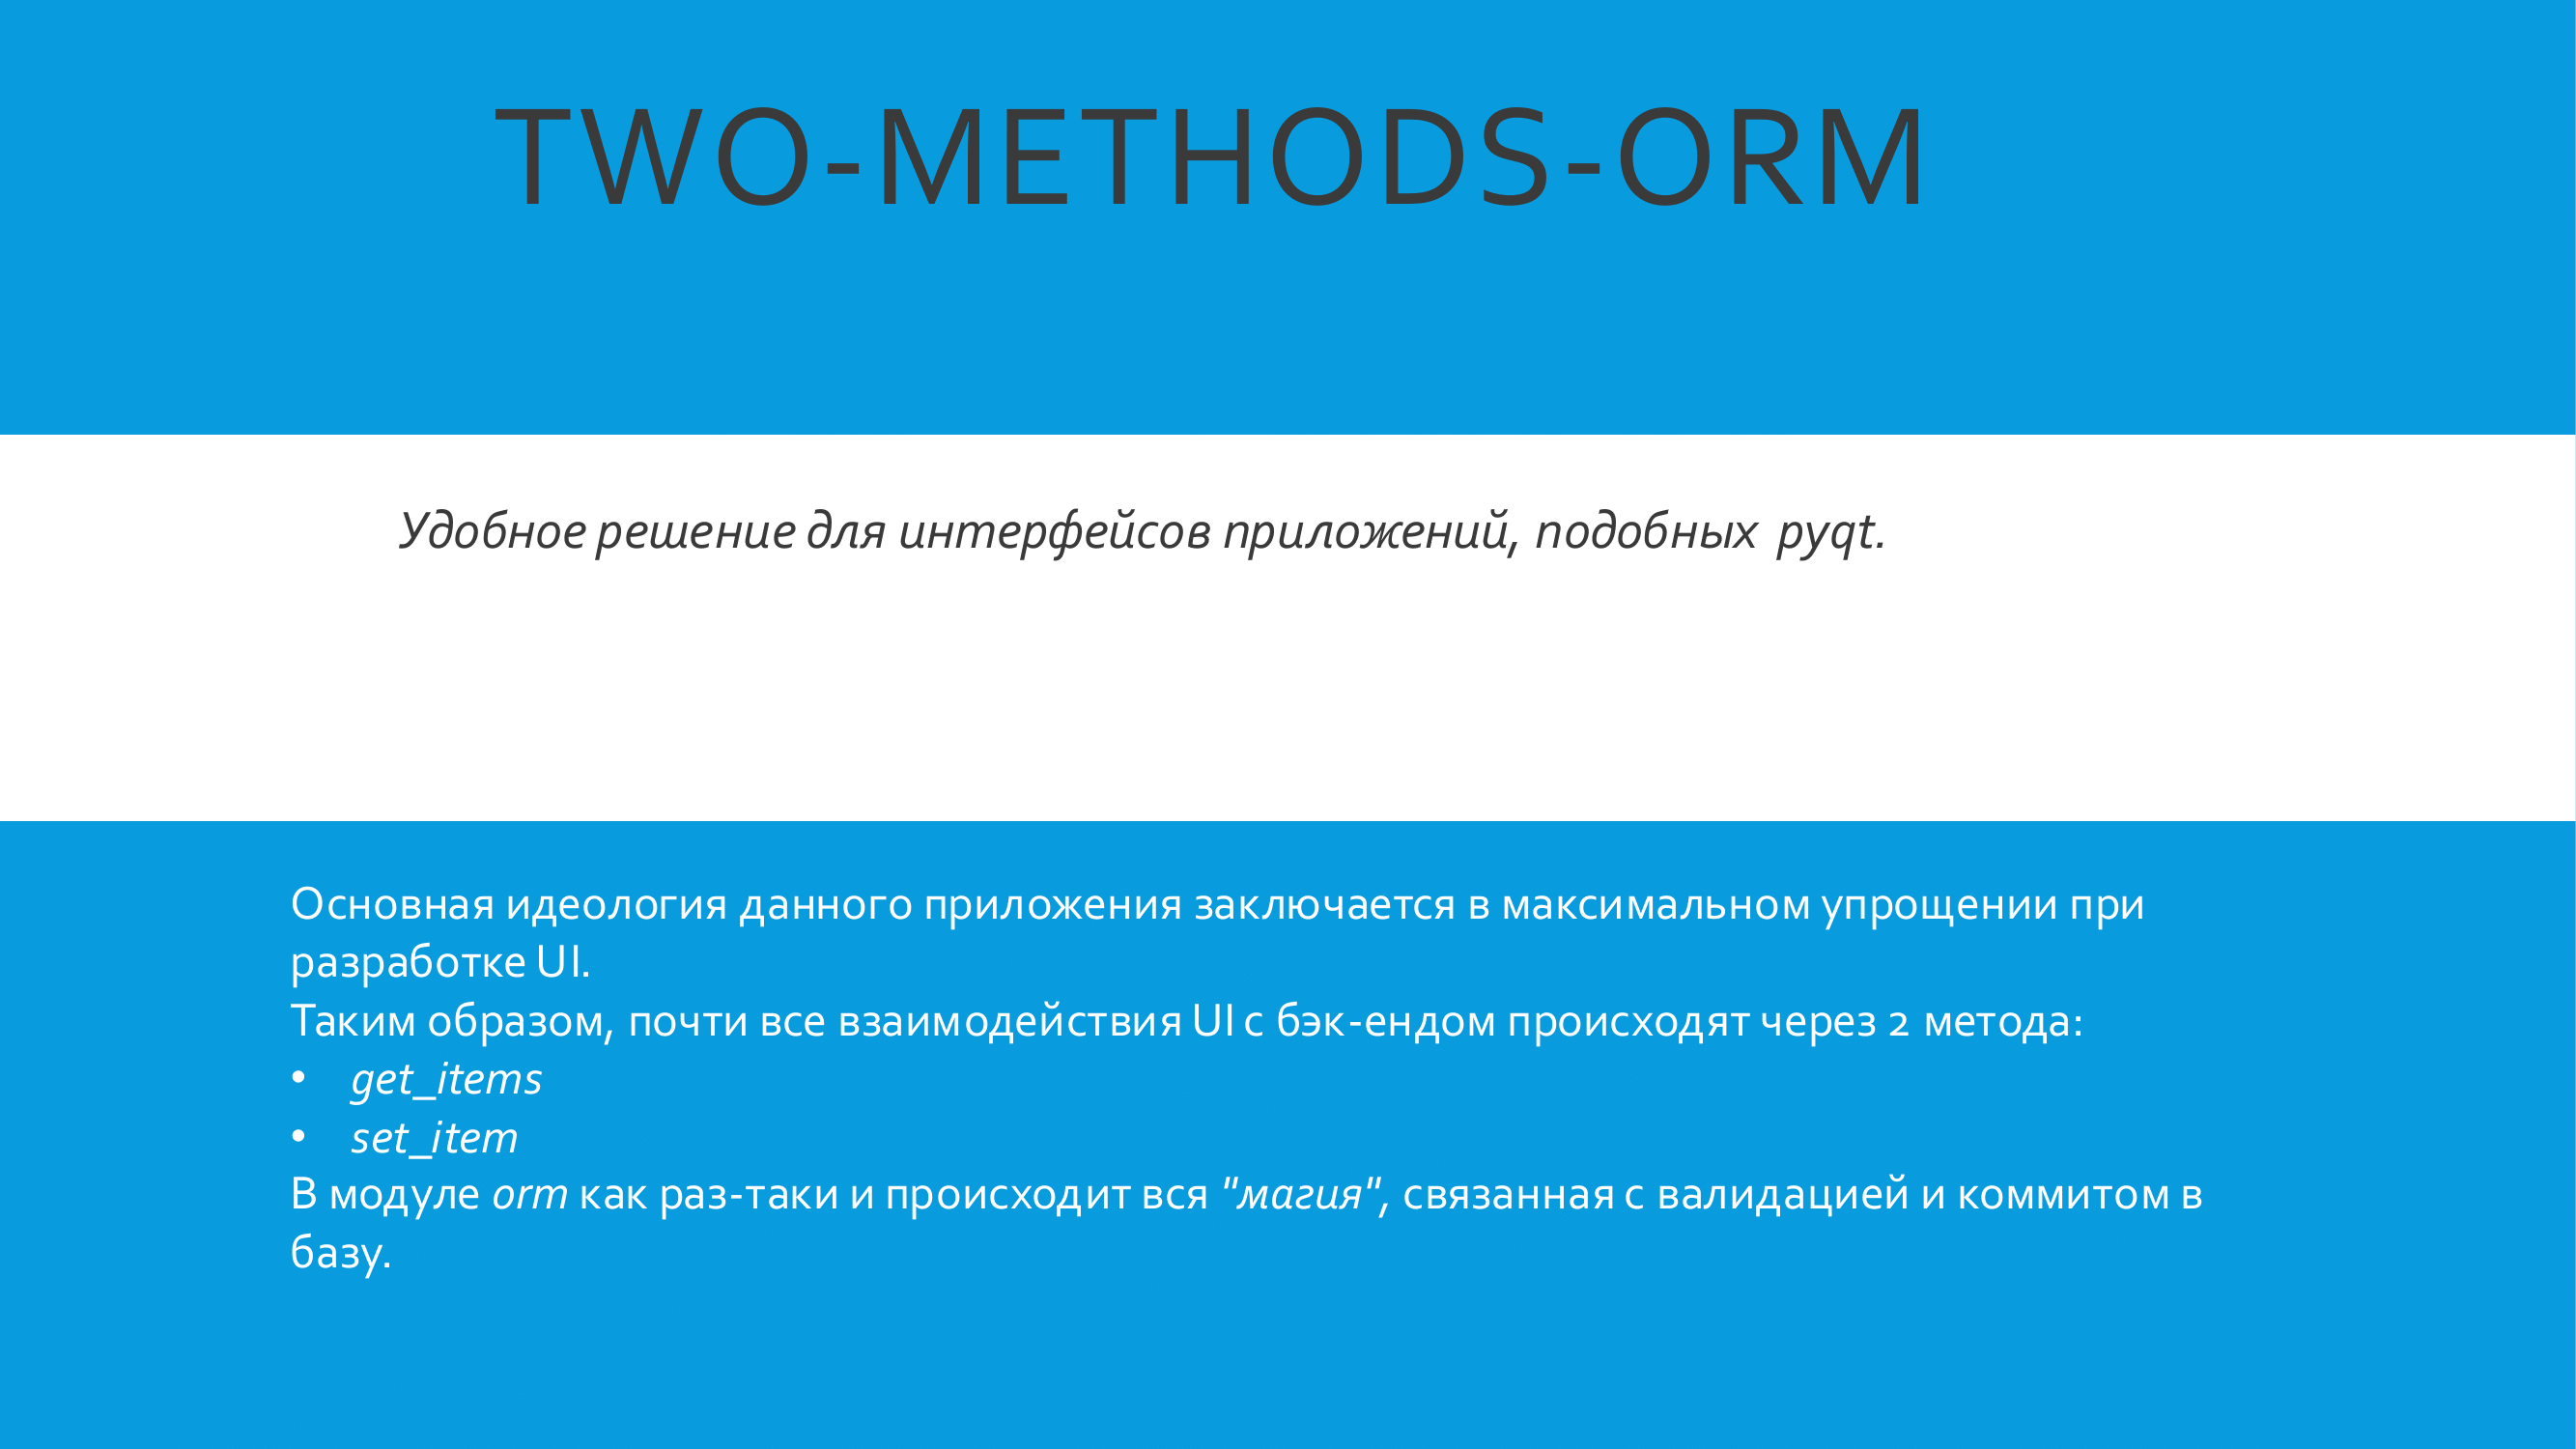 TWO-METHODS-ORM
Удобное решение для интерфейсов приложений, подобных pyqt.
Основная идеология данного приложения заключается в максимальном упрощении при
разработке UI.
Таким образом, почти все взаимодействия UI с бэк-ендом происходят через 2 метода:
• get_items
• set_item
В модуле orm как раз-таки и происходит вся "магия", связанная с валидацией и коммитом в
базу.